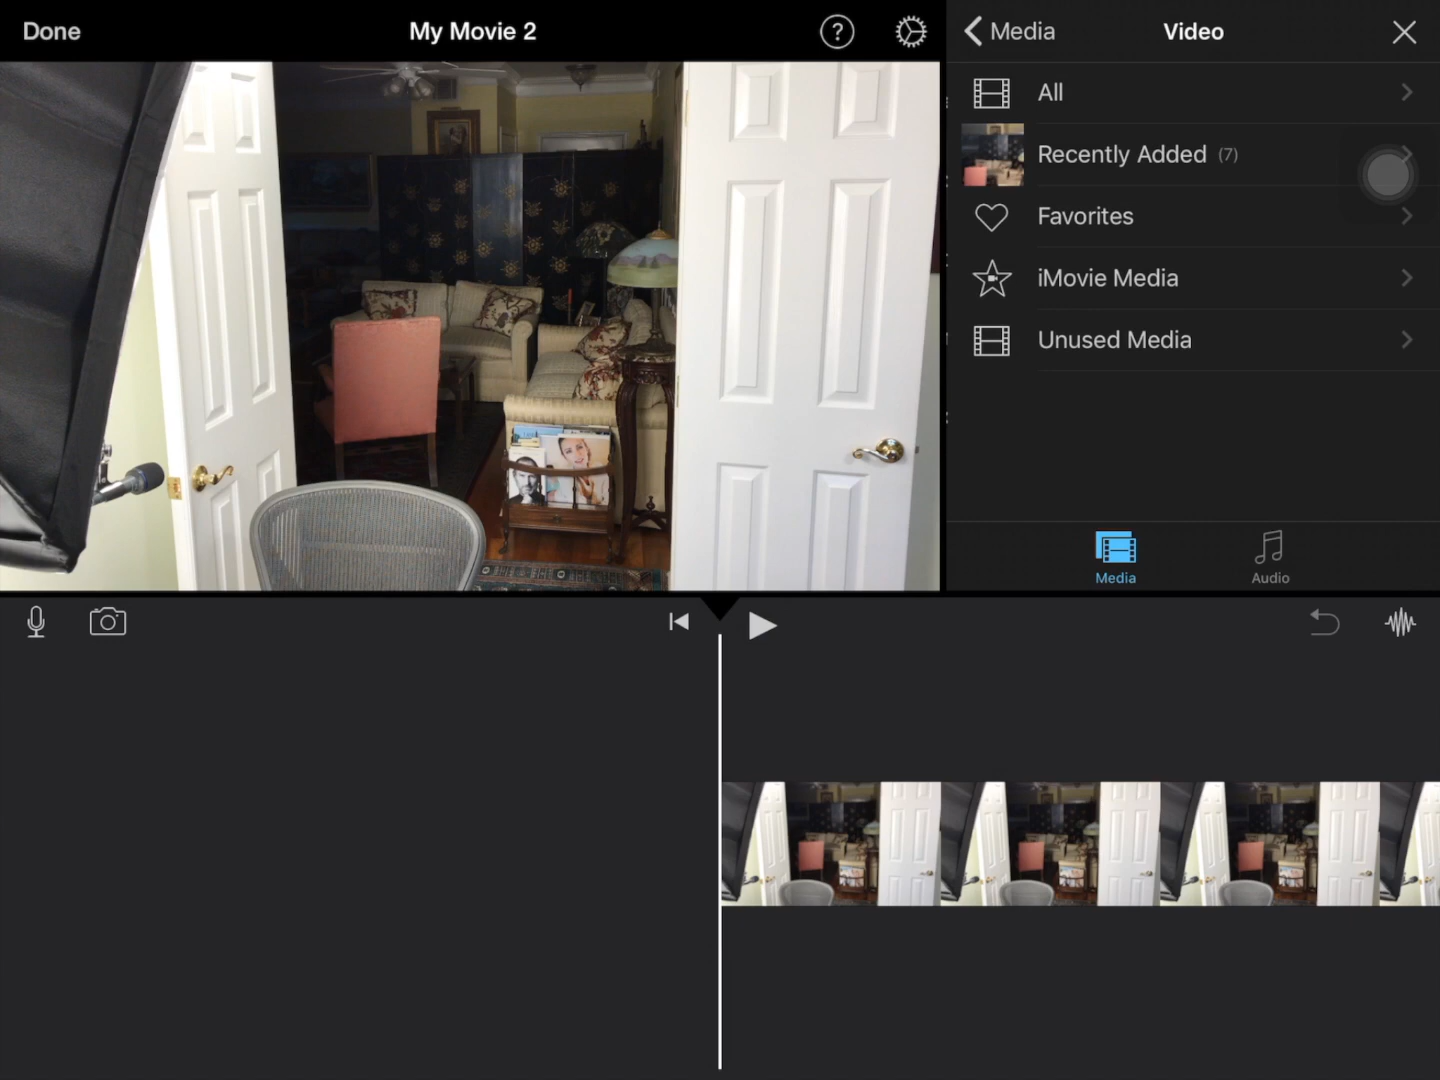 Done
My Movie 2
?
Media
Video
All
Recently Added (7)
Favorites
iMovie Media
Unused Media
Media
Audio